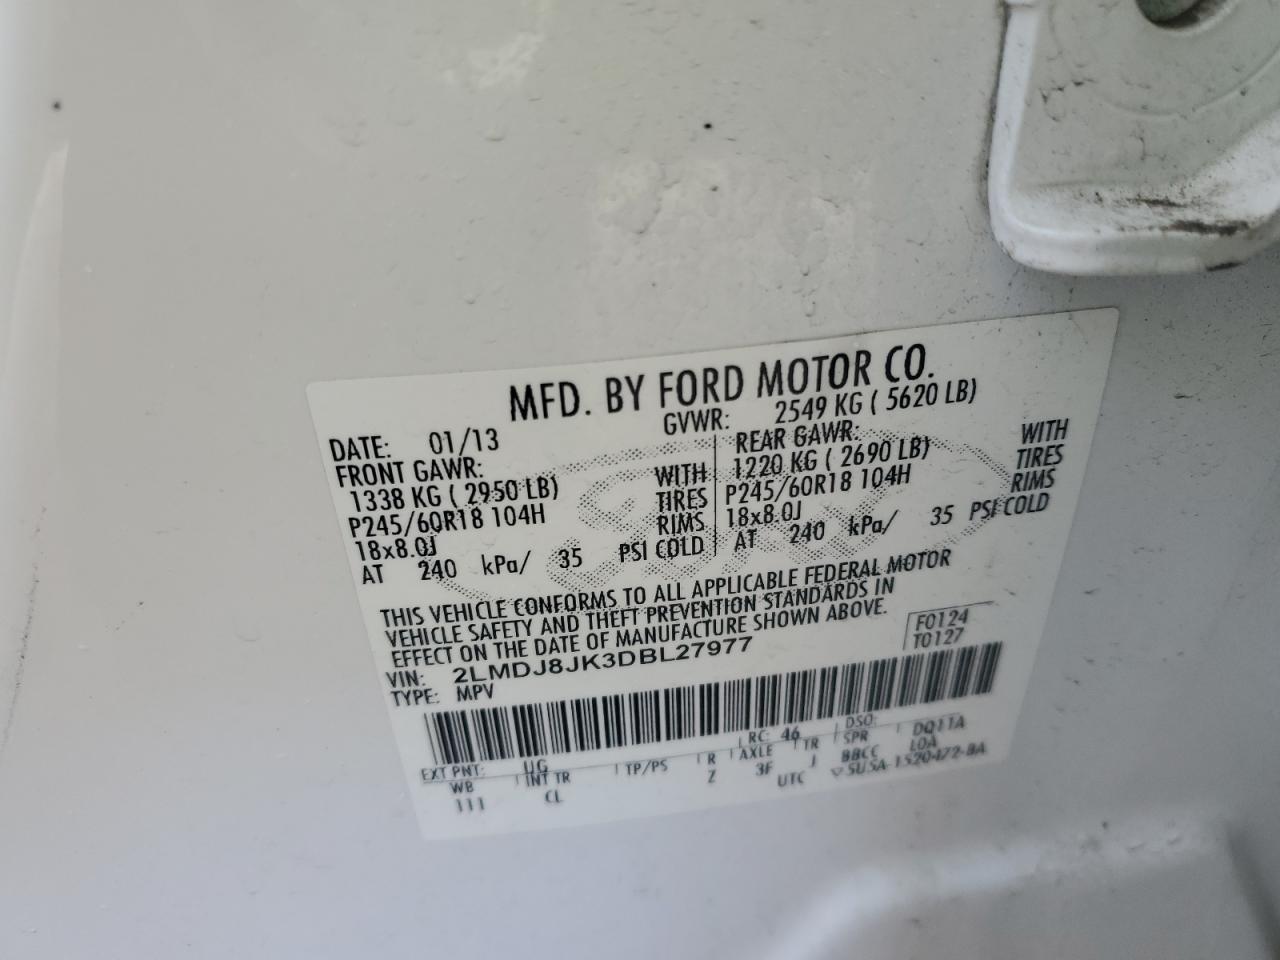 MFD. BY FORD MOTOR CO.
DATE: 01/13 GVWR: 2549 KG ( 5620 LB)
FRONT GAWR: REAR GAWR:
1338 KG ( 2950 LB) WITH 1220 KG ( 2690 LB) WITH
P245/60R18 104H TIRES P245/60R18 104H TIRES
18x8.0J RIMS 18x8.0J RIMS
AT 240 kPa/ 35 PSI COLD AT 240 kPa/ 35 PSI COLD
THIS VEHICLE CONFORMS TO ALL APPLICABLE FEDERAL MOTOR
VEHICLE SAFETY AND THEFT PREVENTION STANDARDS IN
EFFECT ON THE DATE OF MANUFACTURE SHOWN ABOVE.
F0124
T0127
VIN: 2LMDJ8JK3DBL27977
TYPE: MPV
EXT PNT: UG RC: 46 DSO: DQ11A
WB INT TR TP/PS R AXLE TR SPR LOA
111 CL Z 3F J BBCC
UTC ▽5U5A-1520472-BA